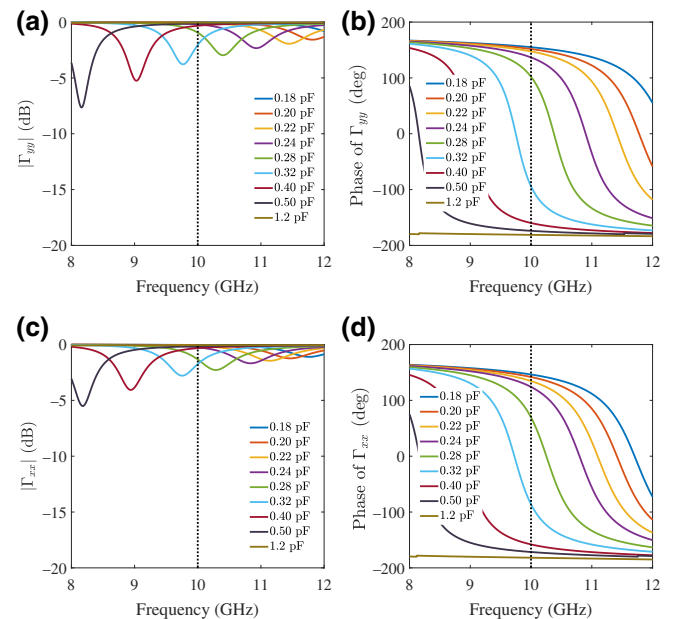 (a)
0
−5
−10
−15
−20
|Γyy| (dB)
0.18 pF
0.20 pF
0.22 pF
0.24 pF
0.28 pF
0.32 pF
0.40 pF
0.50 pF
1.2 pF
8 9 10 11 12
Frequency (GHz)
(b)
200
100
0
−100
−200
Phase of Γyy (deg)
0.18 pF
0.20 pF
0.22 pF
0.24 pF
0.28 pF
0.32 pF
0.40 pF
0.50 pF
1.2 pF
8 9 10 11 12
Frequency (GHz)
(c)
0
−5
−10
−15
−20
|Γxx| (dB)
0.18 pF
0.20 pF
0.22 pF
0.24 pF
0.28 pF
0.32 pF
0.40 pF
0.50 pF
1.2 pF
8 9 10 11 12
Frequency (GHz)
(d)
200
100
0
−100
−200
Phase of Γxx (deg)
0.18 pF
0.20 pF
0.22 pF
0.24 pF
0.28 pF
0.32 pF
0.40 pF
0.50 pF
1.2 pF
8 9 10 11 12
Frequency (GHz)